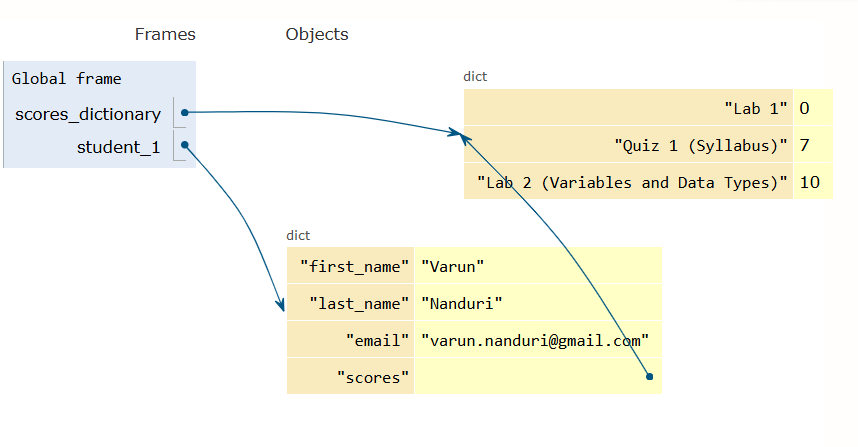 Frames Objects
Global frame
scores_dictionary
student_1
dict
"Lab 1" 0
"Quiz 1 (Syllabus)" 7
"Lab 2 (Variables and Data Types)" 10
dict
"first_name" "Varun"
"last_name" "Nanduri"
"email" "varun.nanduri@gmail.com"
"scores"